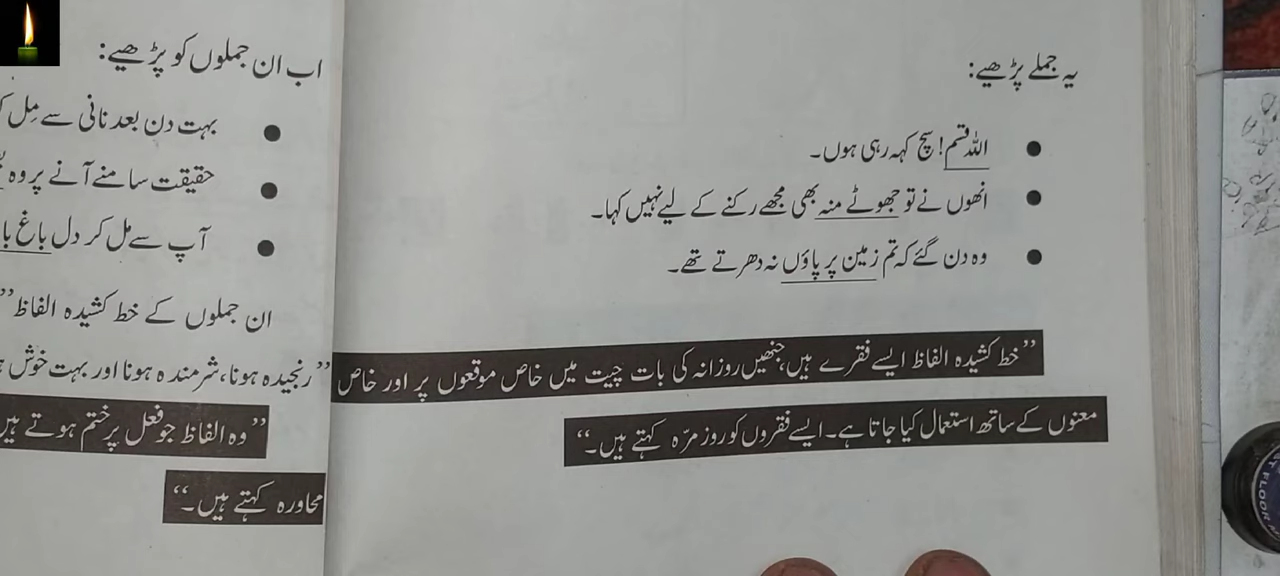 یہ جملے پڑھیے:
● اللہ قسم! سچ کہہ رہی ہوں۔
● انھوں نے تو جھوٹے منہ بھی مجھے رکنے کے لیے نہیں کہا۔
● وہ دن گئے کہ تم زمین پر پاؤں نہ دھرتے تھے۔
”خط کشیدہ الفاظ ایسے فقرے ہیں، جنھیں روزانہ کی بات چیت میں خاص موقعوں پر اور خاص
معنوں کے ساتھ استعمال کیا جاتا ہے۔ ایسے فقروں کو روز مرّہ کہتے ہیں۔“
اب ان جملوں کو پڑھیے:
● بہت دن بعد نانی سے مِل
● حقیقت سامنے آنے پر وہ
● آپ سے مل کر دل باغ
ان جملوں کے خط کشیدہ الفاظ ”
”رنجیدہ ہونا، شرمندہ ہونا اور بہت خوش
”وہ الفاظ جو فعل پر ختم ہوتے ہیں
محاورہ کہتے ہیں۔“
FLOOR